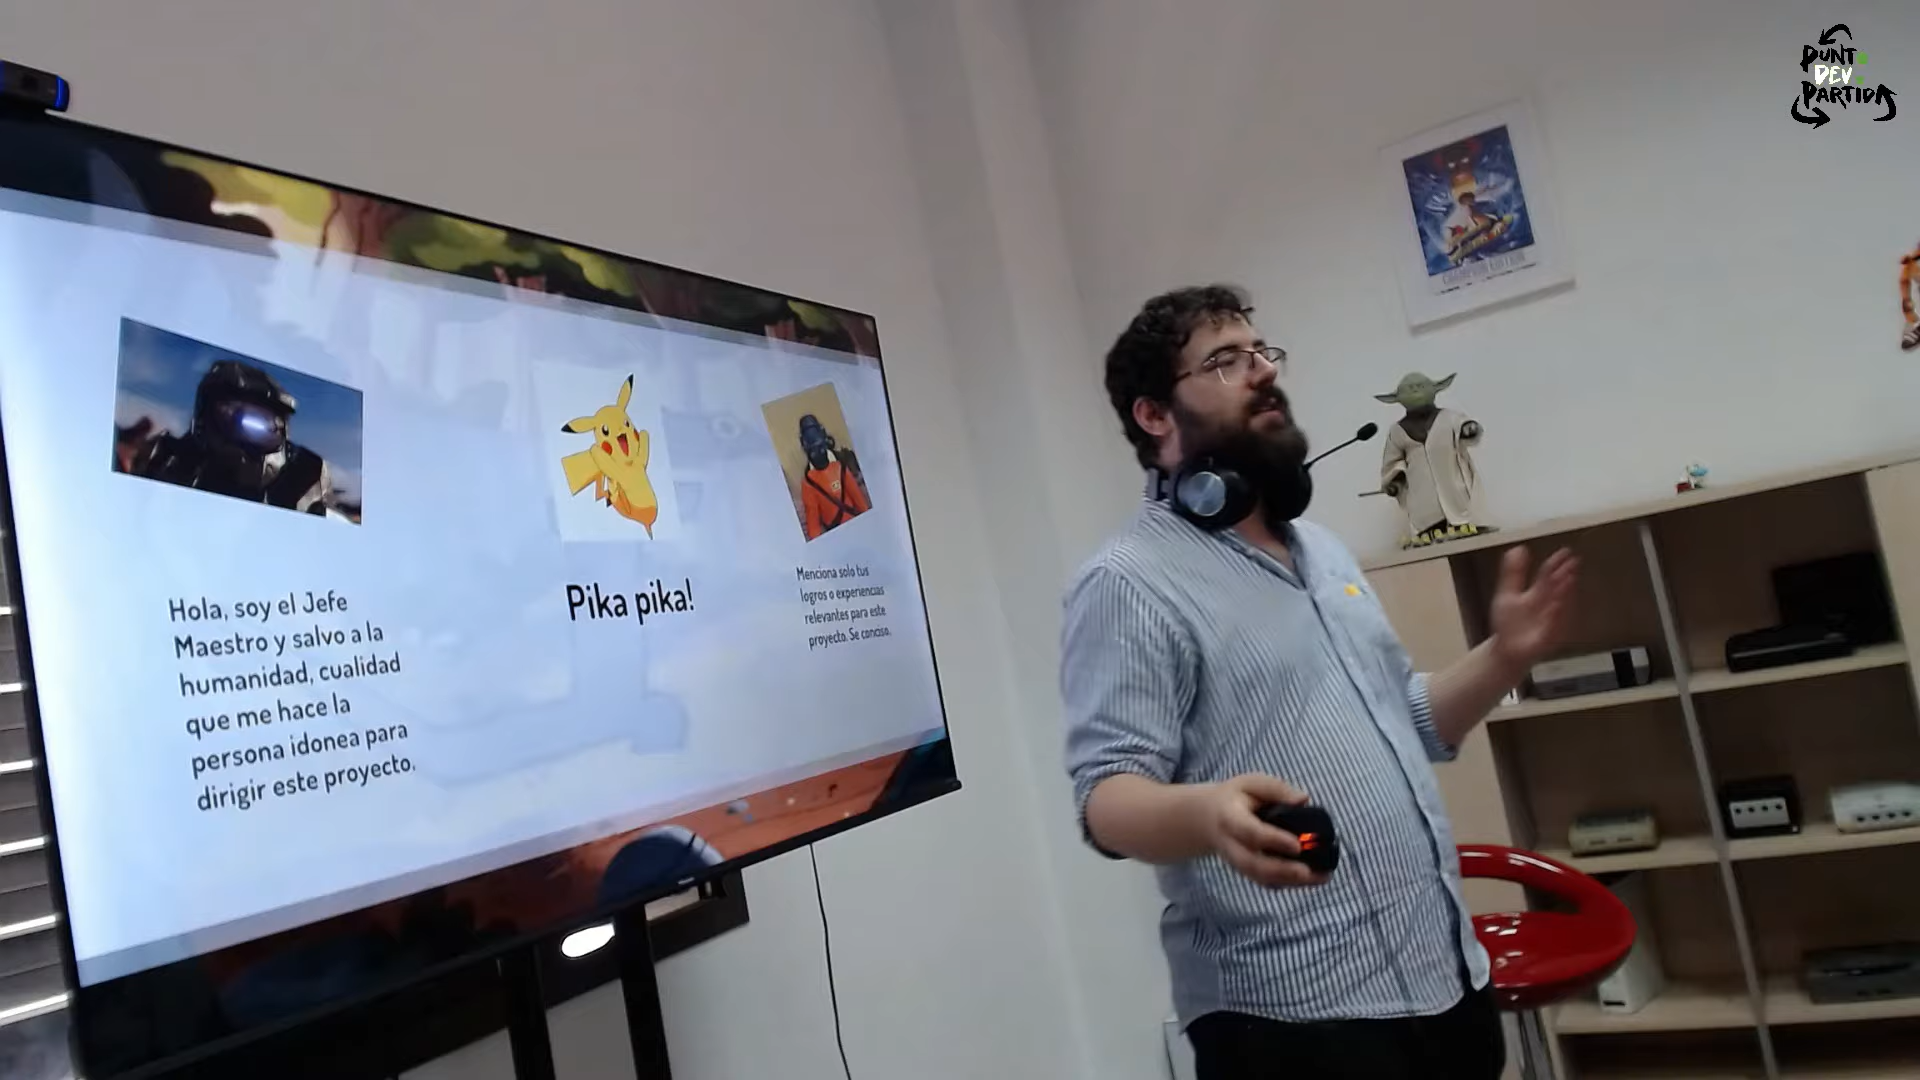 PUNT
DEV
PARTIDA
Hola, soy el Jefe
Maestro y salvo a la
humanidad, cualidad
que me hace la
persona idonea para
dirigir este proyecto.
Pika pika!
Menciona solo tus
logros o experiencias
relevantes para este
proyecto. Se conciso.